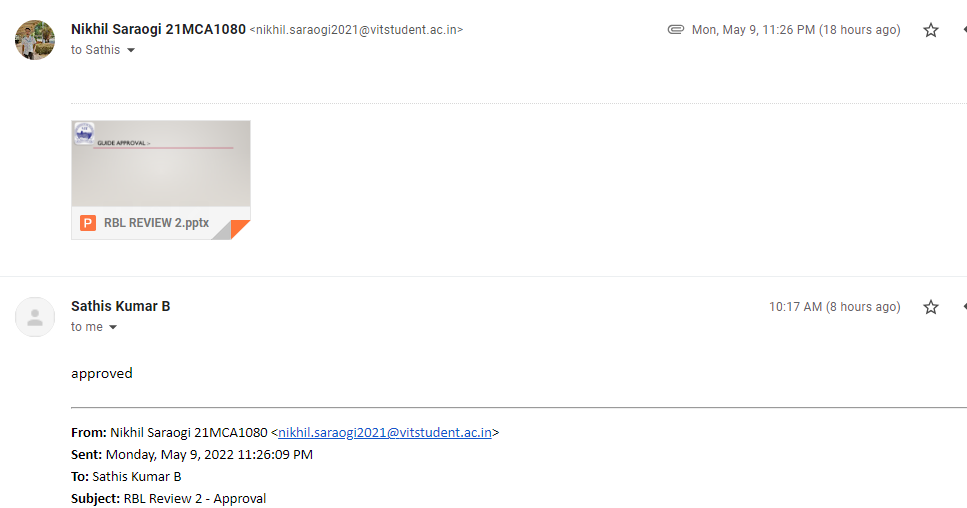 Nikhil Saraogi 21MCA1080 <nikhil.saraogi2021@vitstudent.ac.in>
Mon, May 9, 11:26 PM (18 hours ago)
to Sathis
GUIDE APPROVAL :-
P RBL REVIEW 2.pptx
Sathis Kumar B
10:17 AM (8 hours ago)
to me
approved
From: Nikhil Saraogi 21MCA1080 <nikhil.saraogi2021@vitstudent.ac.in>
Sent: Monday, May 9, 2022 11:26:09 PM
To: Sathis Kumar B
Subject: RBL Review 2 - Approval